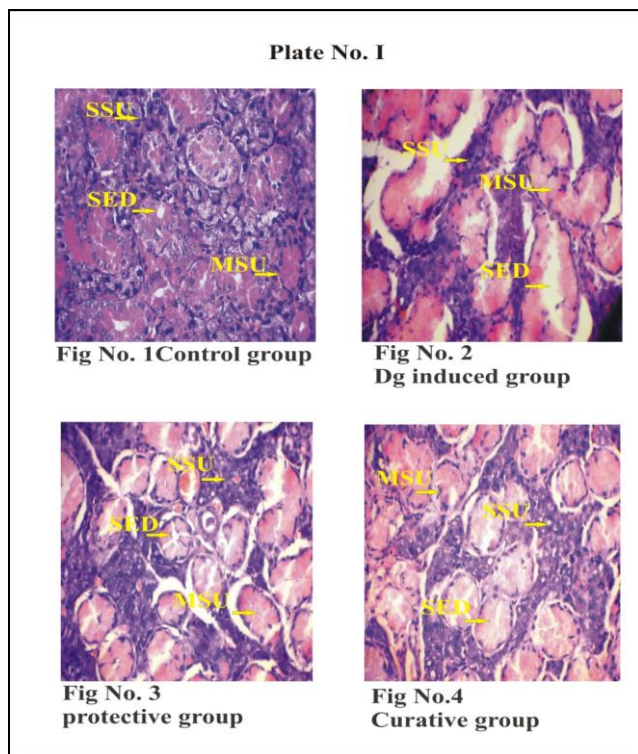 Plate No. I
SSU
SED
MSU
Fig No. 1Control group
SSU
MSU
SED
Fig No. 2
Dg induced group
SSU
SED
MSU
Fig No. 3
protective group
MSU
SSU
SED
Fig No.4
Curative group